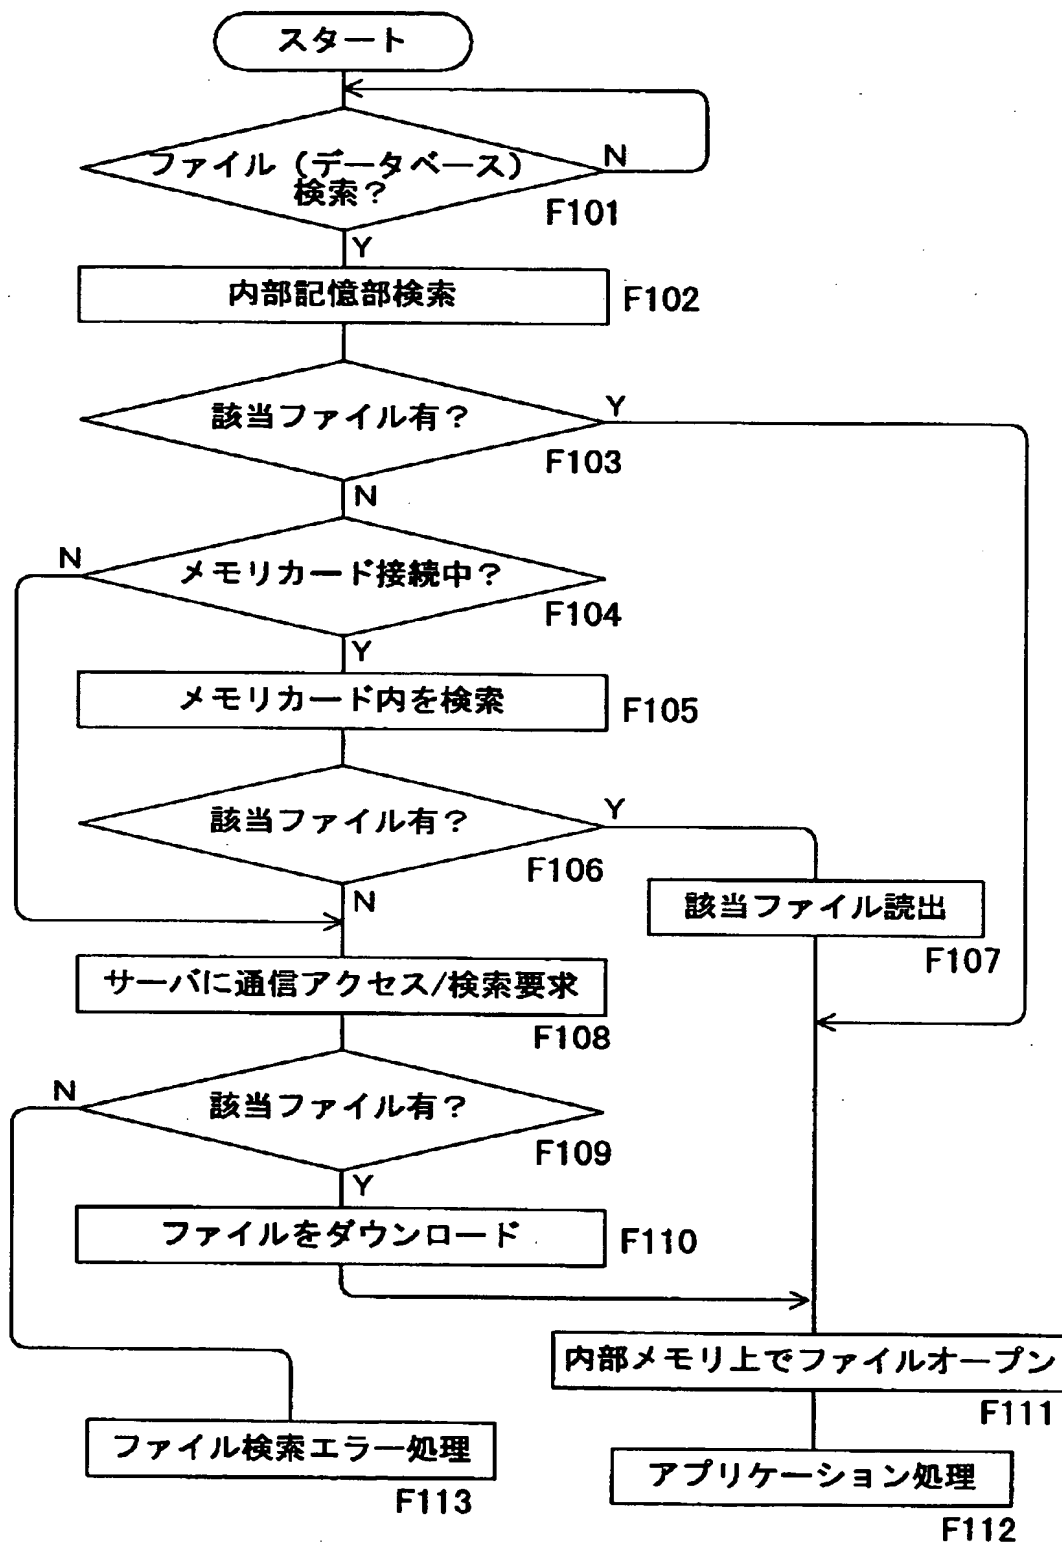 スタート
ファイル（データベース）
検索？
N
F101
Y
内部記憶部検索
F102
該当ファイル有？
Y
F103
N
N
メモリカード接続中？
F104
Y
メモリカード内を検索
F105
該当ファイル有？
Y
F106
N
該当ファイル読出
F107
サーバに通信アクセス/検索要求
F108
N
該当ファイル有？
F109
Y
ファイルをダウンロード
F110
内部メモリ上でファイルオープン
F111
ファイル検索エラー処理
F113
アプリケーション処理
F112